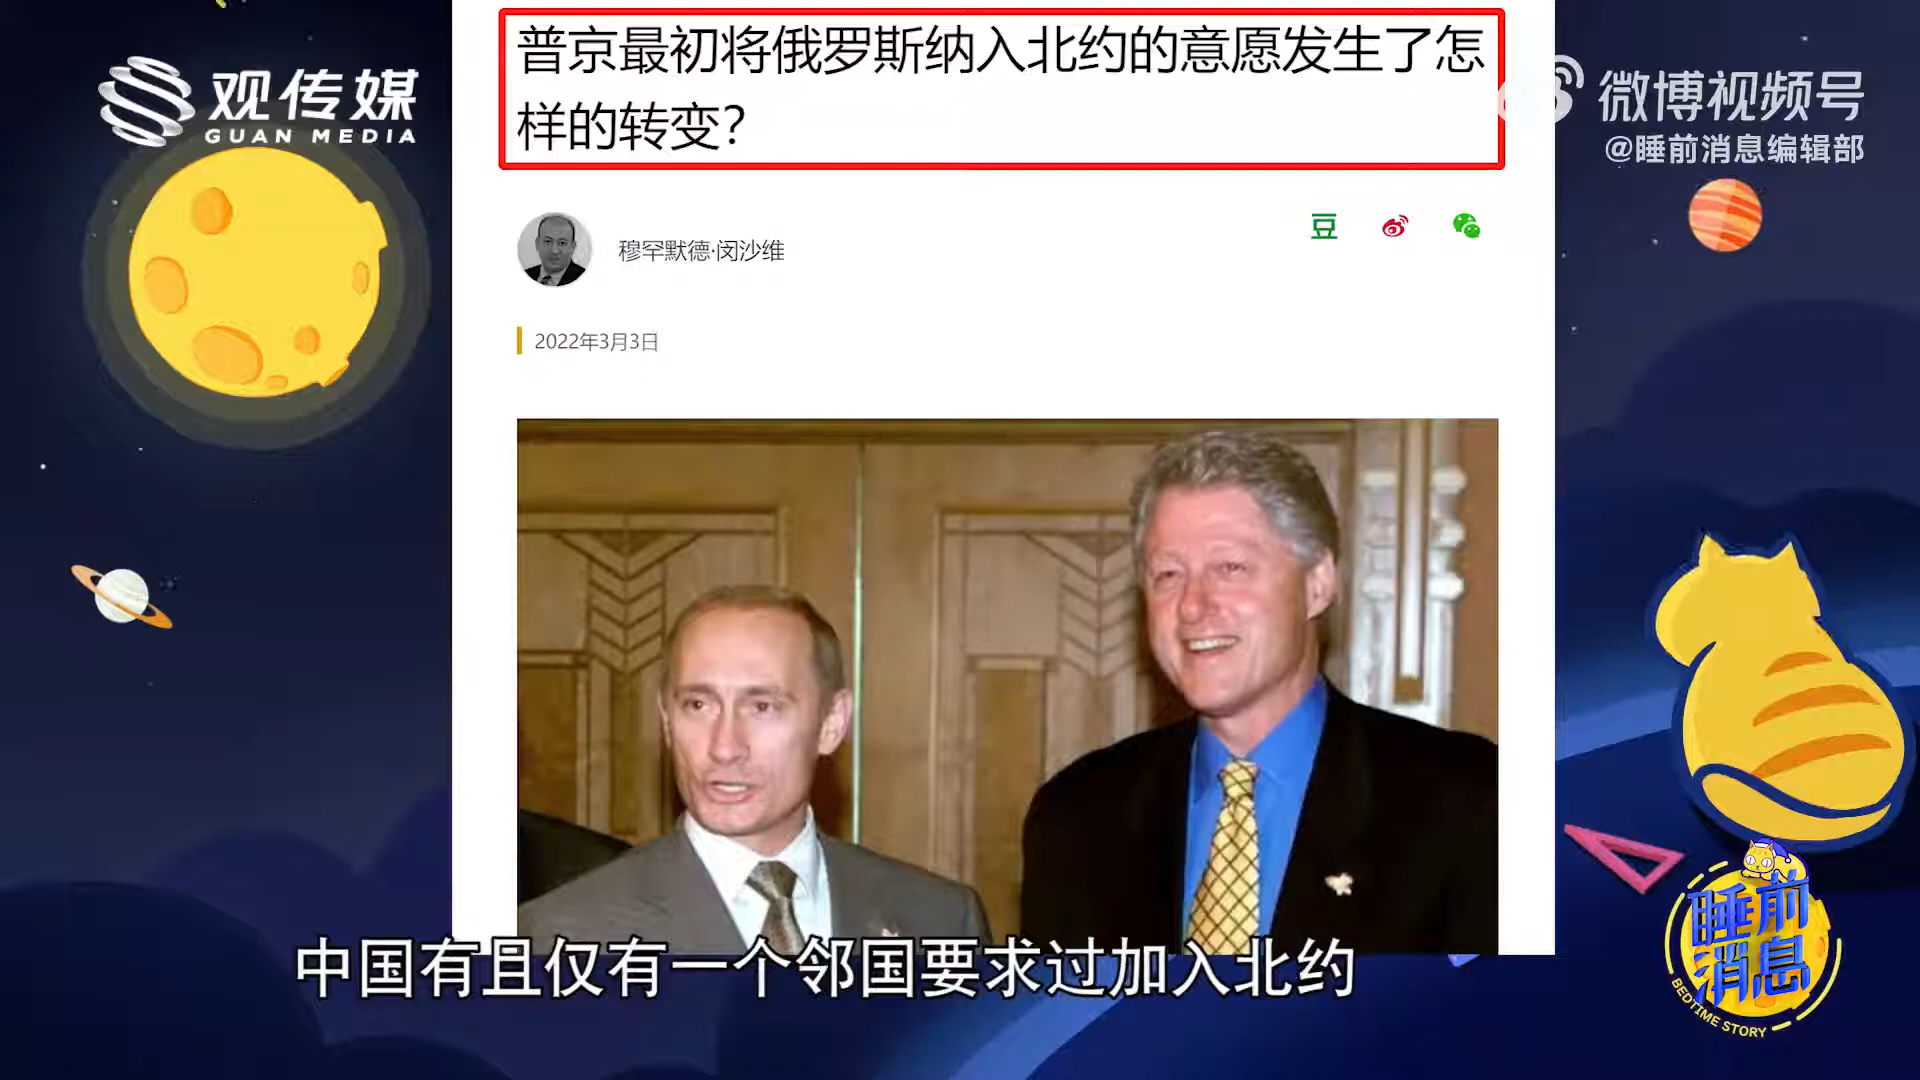 普京最初将俄罗斯纳入北约的意愿发生了怎
样的转变?
观传媒
GUAN MEDIA
微博视频号
@睡前消息编辑部
豆
穆罕默德·闵沙维
2022年3月3日
中国有且仅有一个邻国要求过加入北约
睡前
消息
BEDTIME STORY